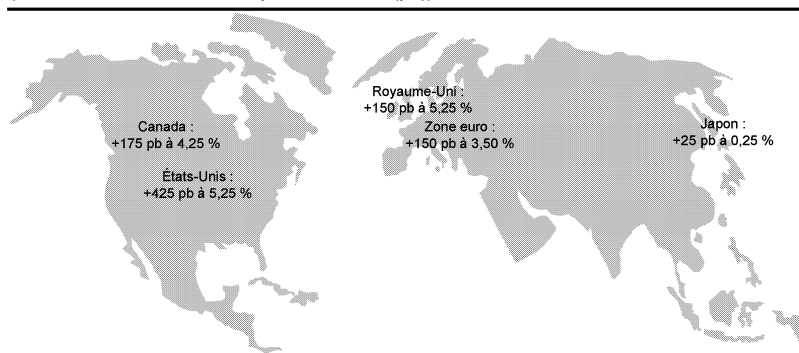 Royaume-Uni :
+150 pb à 5,25 %
Canada :
+175 pb à 4,25 %
Zone euro :
+150 pb à 3,50 %
Japon :
+25 pb à 0,25 %
États-Unis :
+425 pb à 5,25 %